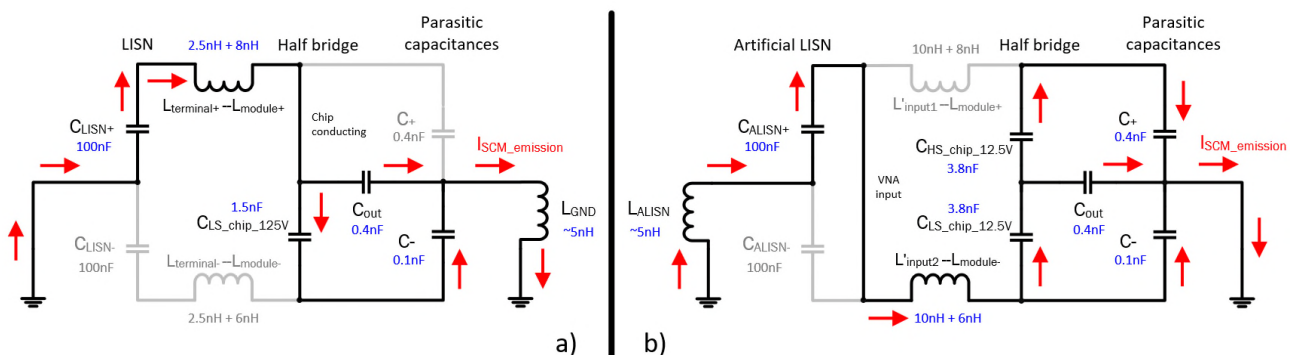 LISN
2.5nH + 8nH
Half bridge
Parasitic
capacitances
Lterminal+ --Lmodule+
Chip
conducting
C+
0.4nF
CLISN+
100nF
ISCM_emission
1.5nF
CLS_chip_125V
Cout
0.4nF
C-
0.1nF
LGND
~5nH
CLISN-
100nF
Lterminal- --Lmodule-
2.5nH + 6nH
a)
Artificial LISN
10nH + 8nH
Half bridge
Parasitic
capacitances
L'input1 --Lmodule+
CALISN+
100nF
CHS_chip_12.5V
3.8nF
C+
0.4nF
ISCM_emission
VNA
input
LALISN
~5nH
3.8nF
CLS_chip_12.5V
Cout
0.4nF
C-
0.1nF
CALISN-
100nF
L'input2 --Lmodule-
10nH + 6nH
b)